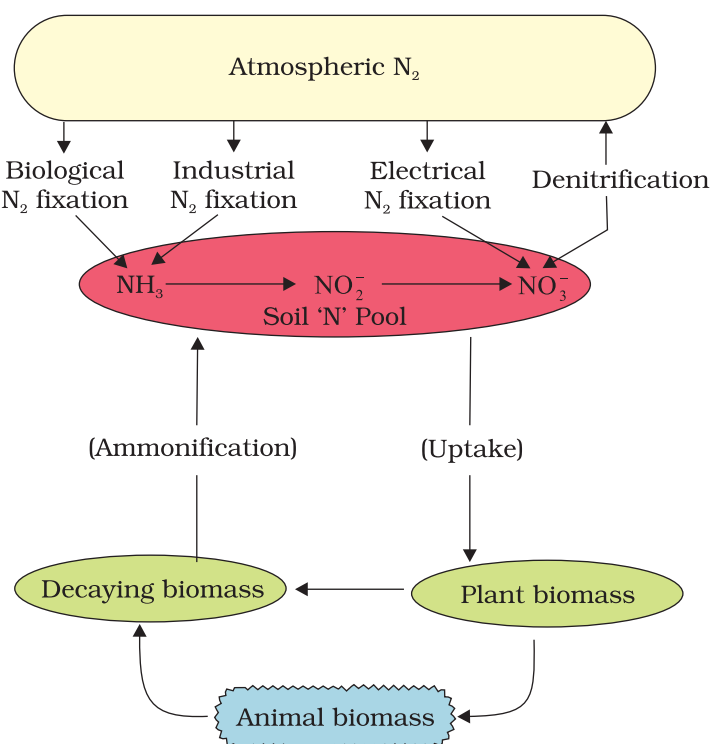 Atmospheric N₂
Biological
N₂ fixation
Industrial
N₂ fixation
Electrical
N₂ fixation
Denitrification
NH₃
NO₂⁻
NO₃⁻
Soil ‘N’ Pool
(Ammonification)
(Uptake)
Decaying biomass
Plant biomass
Animal biomass